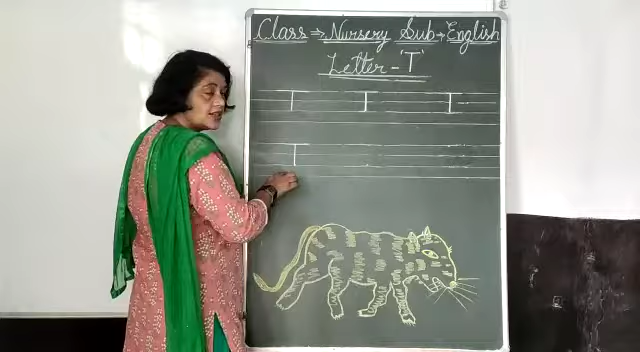 Class ⇒ Nursery Sub → English
Letter - 'T'
T T T
T